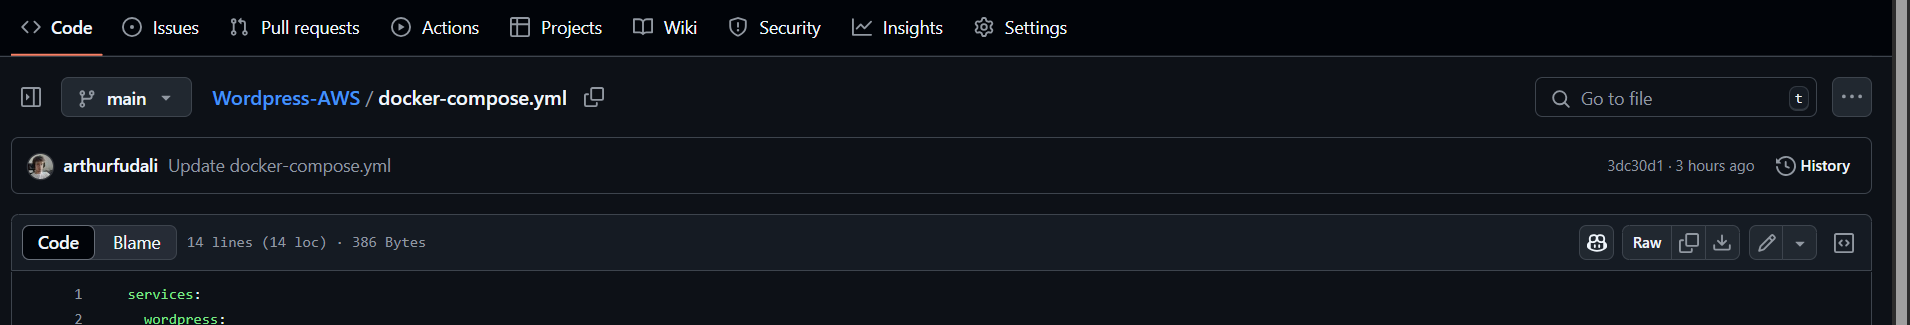 Code Issues Pull requests Actions Projects Wiki Security Insights Settings
main Wordpress-AWS / docker-compose.yml Go to file t
arthurfudali Update docker-compose.yml 3dc30d1 · 3 hours ago History
Code Blame 14 lines (14 loc) · 386 Bytes Raw
1 services:
2 wordpress: